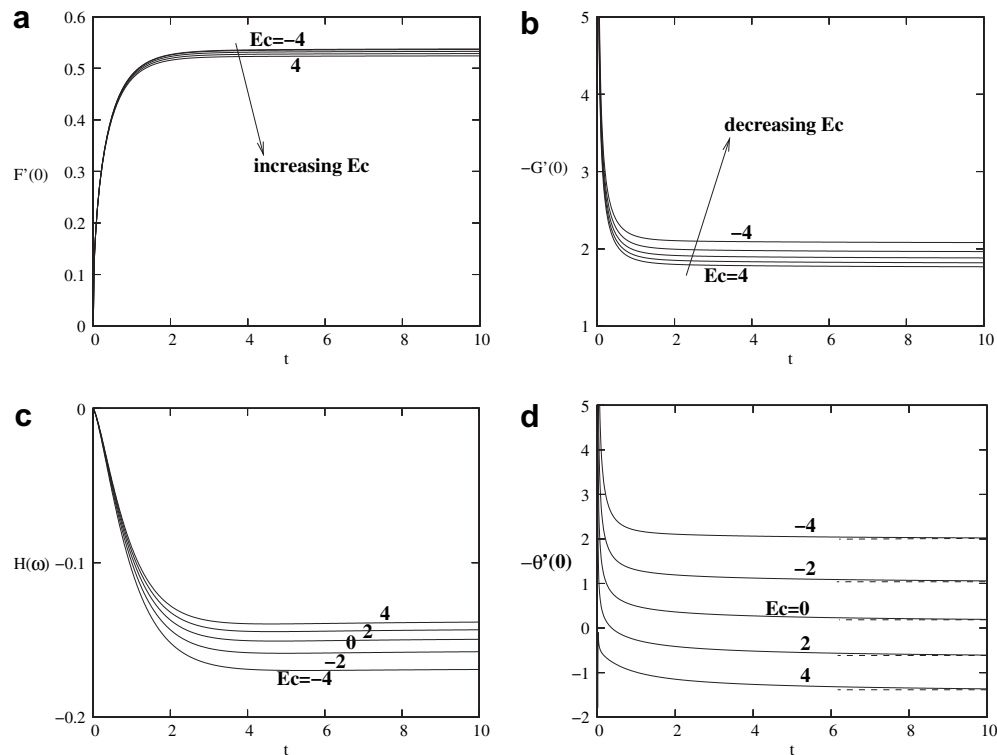 a
0.6
0.5
0.4
0.3
0.2
0.1
0
F'(0)
Ec=−4
4
increasing Ec
0 2 4 6 8 10
t
b
5
4
3
2
1
−G'(0)
decreasing Ec
−4
Ec=4
0 2 4 6 8 10
t
c
0
−0.1
−0.2
H(ω)
4
2
0
−2
Ec=−4
0 2 4 6 8 10
t
d
5
4
3
2
1
0
−1
−2
−θ'(0)
−4
−2
Ec=0
2
4
0 2 4 6 8 10
t